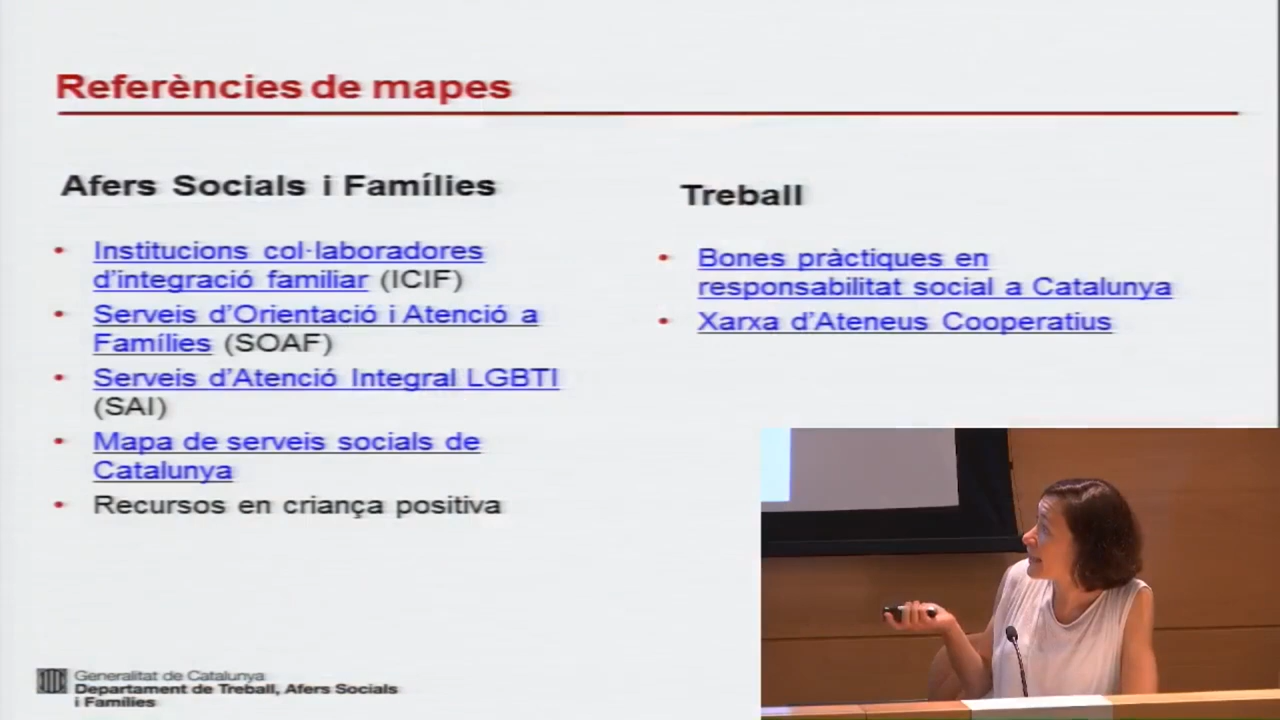 Referències de mapes
Afers Socials i Famílies
• Institucions col·laboradores
d'integració familiar (ICIF)
• Serveis d'Orientació i Atenció a
Famílies (SOAF)
• Serveis d'Atenció Integral LGBTI
(SAI)
• Mapa de serveis socials de
Catalunya
• Recursos en criança positiva
Treball
• Bones pràctiques en
responsabilitat social a Catalunya
• Xarxa d'Ateneus Cooperatius
Generalitat de Catalunya
Departament de Treball, Afers Socials
i Famílies